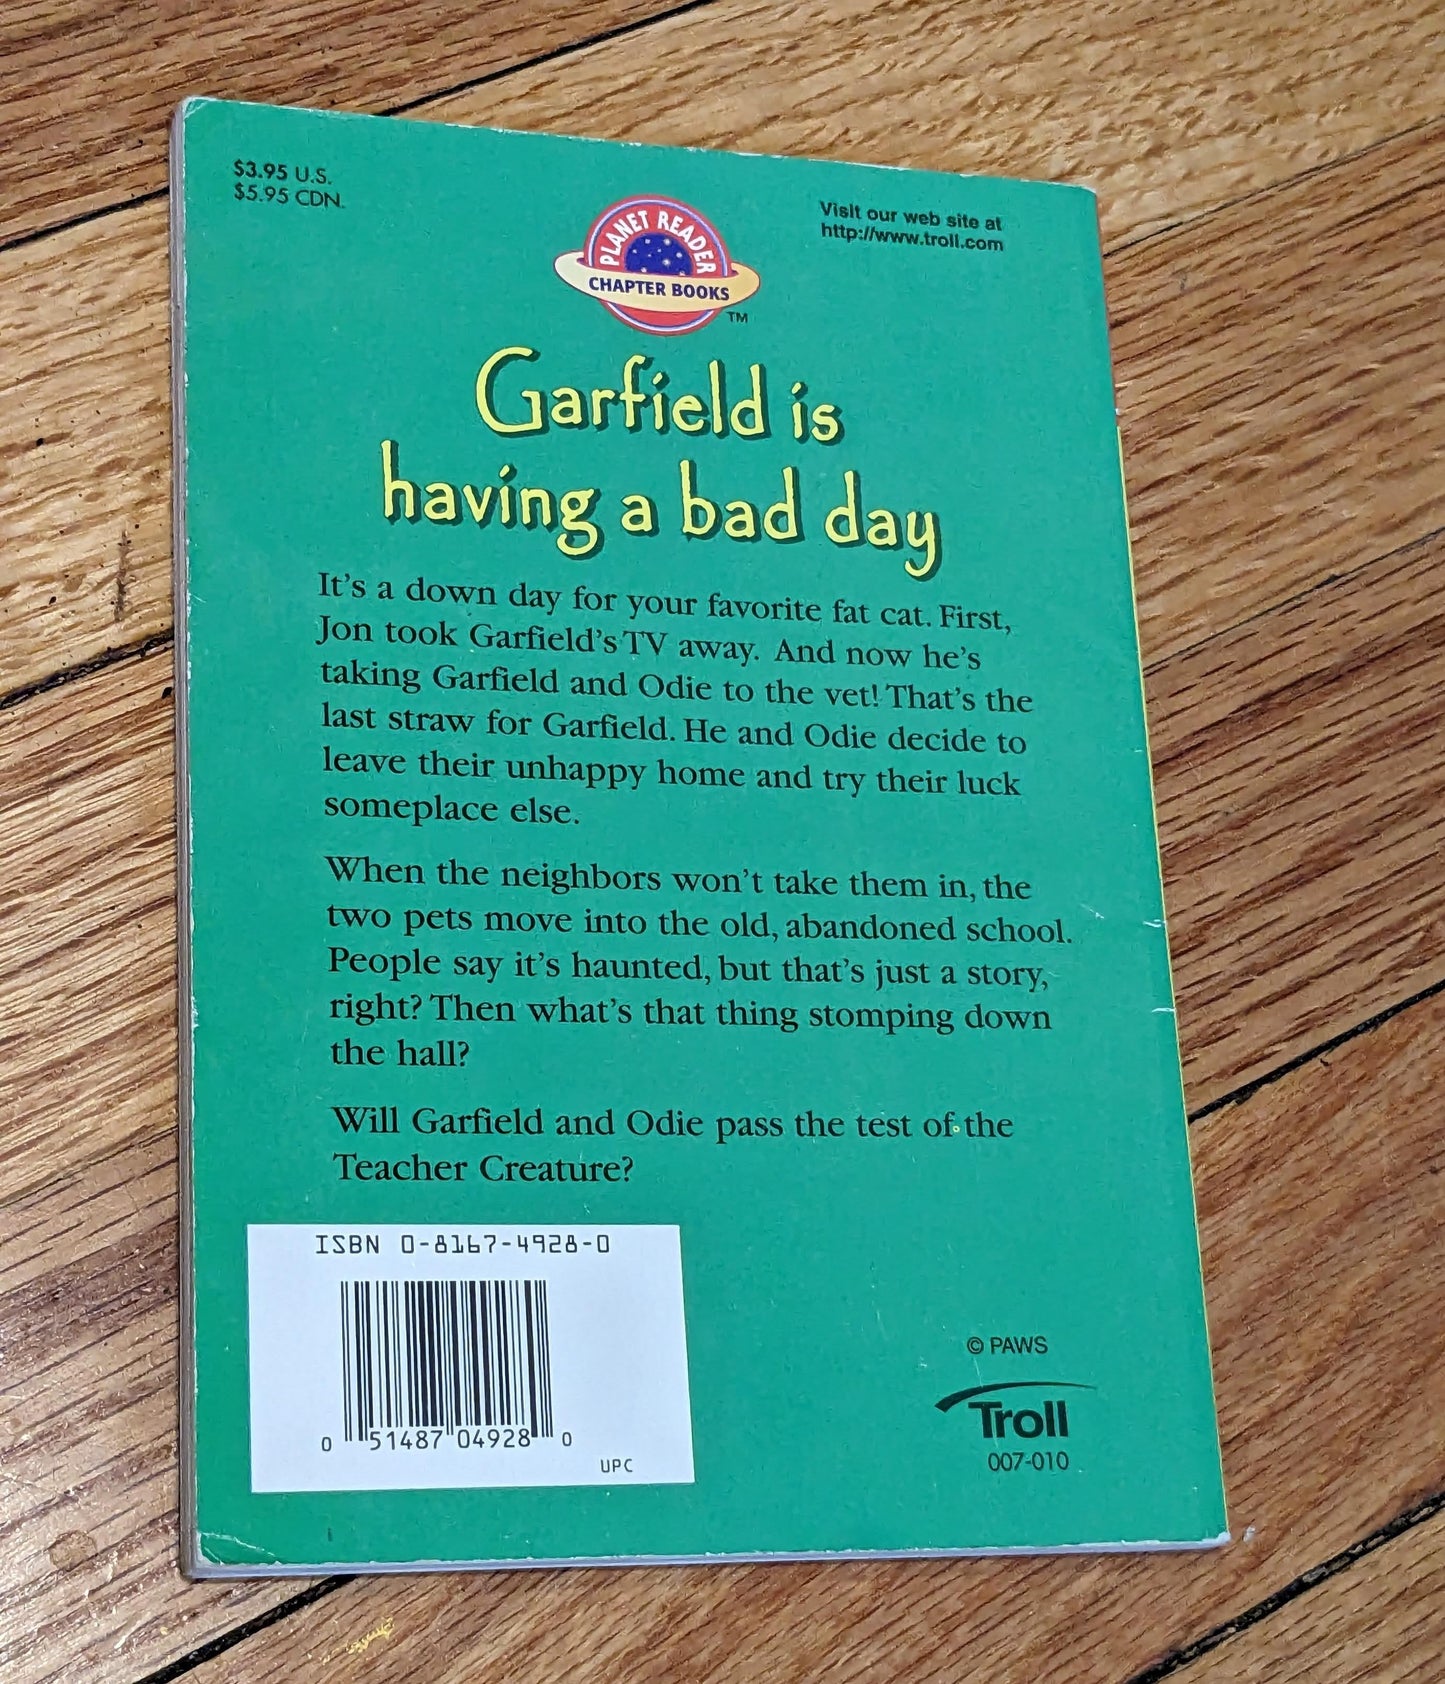 $3.95 U.S.
$5.95 CDN.
PLANET READER
CHAPTER BOOKS
TM
Visit our web site at
http://www.troll.com
Garfield is
having a bad day
It's a down day for your favorite fat cat. First,
Jon took Garfield's TV away. And now he's
taking Garfield and Odie to the vet! That's the
last straw for Garfield. He and Odie decide to
leave their unhappy home and try their luck
someplace else.
When the neighbors won't take them in, the
two pets move into the old, abandoned school.
People say it's haunted, but that's just a story,
right? Then what's that thing stomping down
the hall?
Will Garfield and Odie pass the test of the
Teacher Creature?
ISBN 0-8167-4928-0
0 51487 04928 0
UPC
© PAWS
Troll
007-010